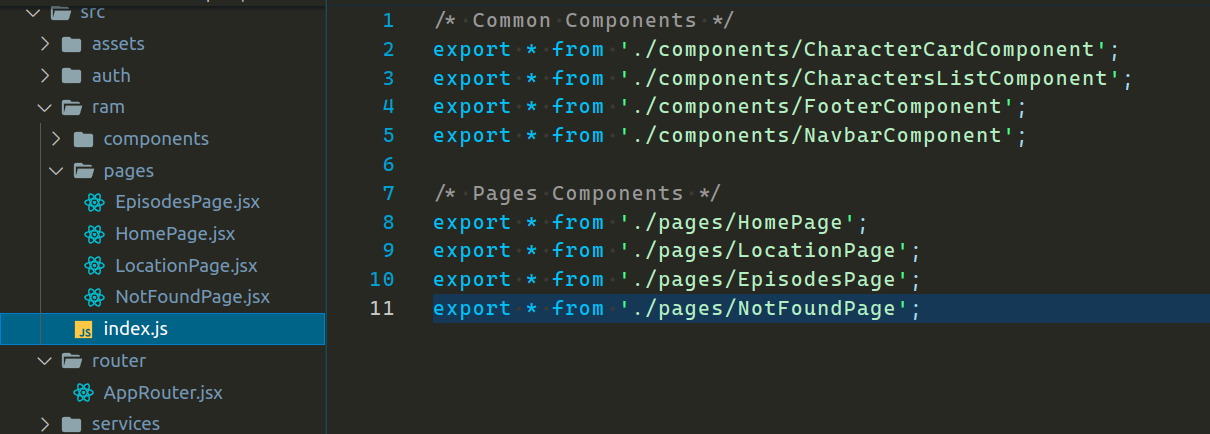 src
assets
auth
ram
components
pages
EpisodesPage.jsx
HomePage.jsx
LocationPage.jsx
NotFoundPage.jsx
JS index.js
router
AppRouter.jsx
services
1 /* Common Components */
2 export * from './components/CharacterCardComponent';
3 export * from './components/CharactersListComponent';
4 export * from './components/FooterComponent';
5 export * from './components/NavbarComponent';
6
7 /* Pages Components */
8 export * from './pages/HomePage';
9 export * from './pages/LocationPage';
10 export * from './pages/EpisodesPage';
11 export * from './pages/NotFoundPage';